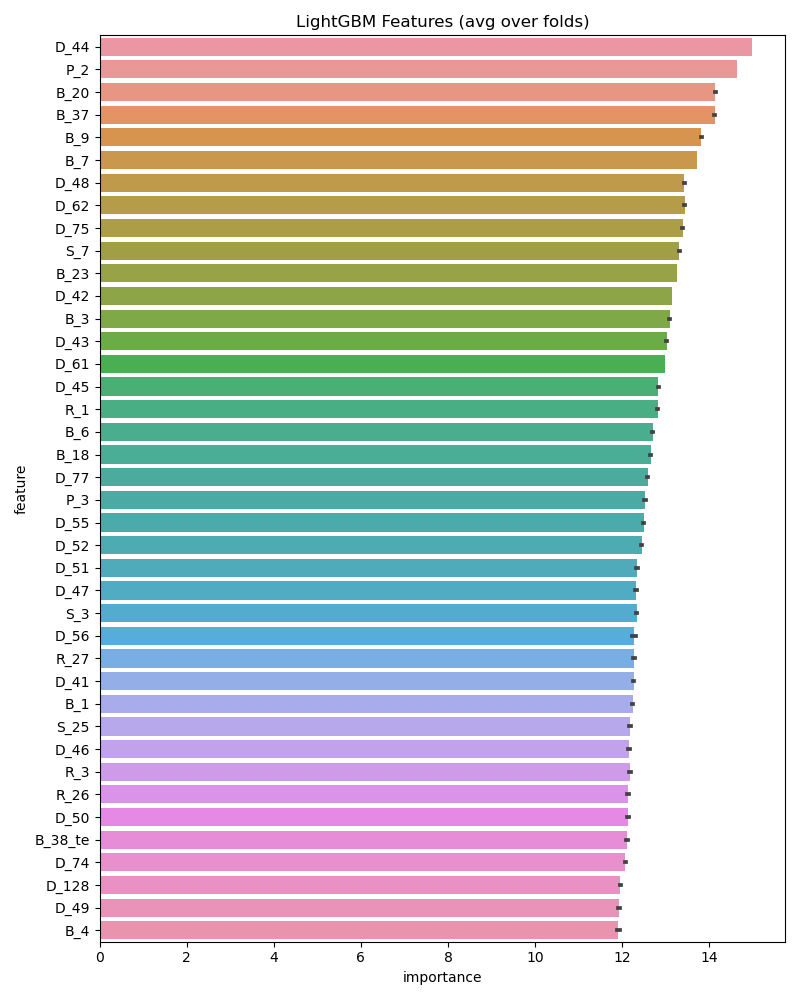 LightGBM Features (avg over folds)
D_44
P_2
B_20
B_37
B_9
B_7
D_48
D_62
D_75
S_7
B_23
D_42
B_3
D_43
D_61
D_45
R_1
B_6
B_18
D_77
P_3
D_55
D_52
D_51
D_47
S_3
D_56
R_27
D_41
B_1
S_25
D_46
R_3
R_26
D_50
B_38_te
D_74
D_128
D_49
B_4
feature
0 2 4 6 8 10 12 14
importance